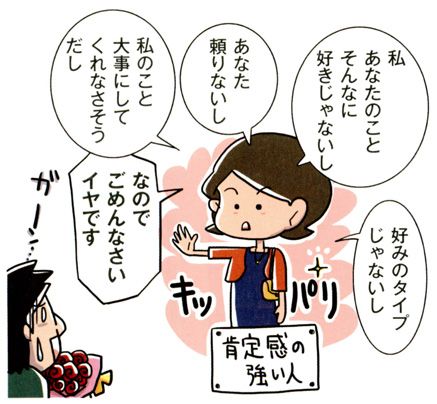 私
あなたのこと
そんなに
好きじゃないし
あなた
頼りないし
私のこと
大事にして
くれなさそう
だし
好みのタイプ
じゃないし
なので
ごめんなさい
イヤです
キッ
パリ
ガーン
肯定感の
強い人